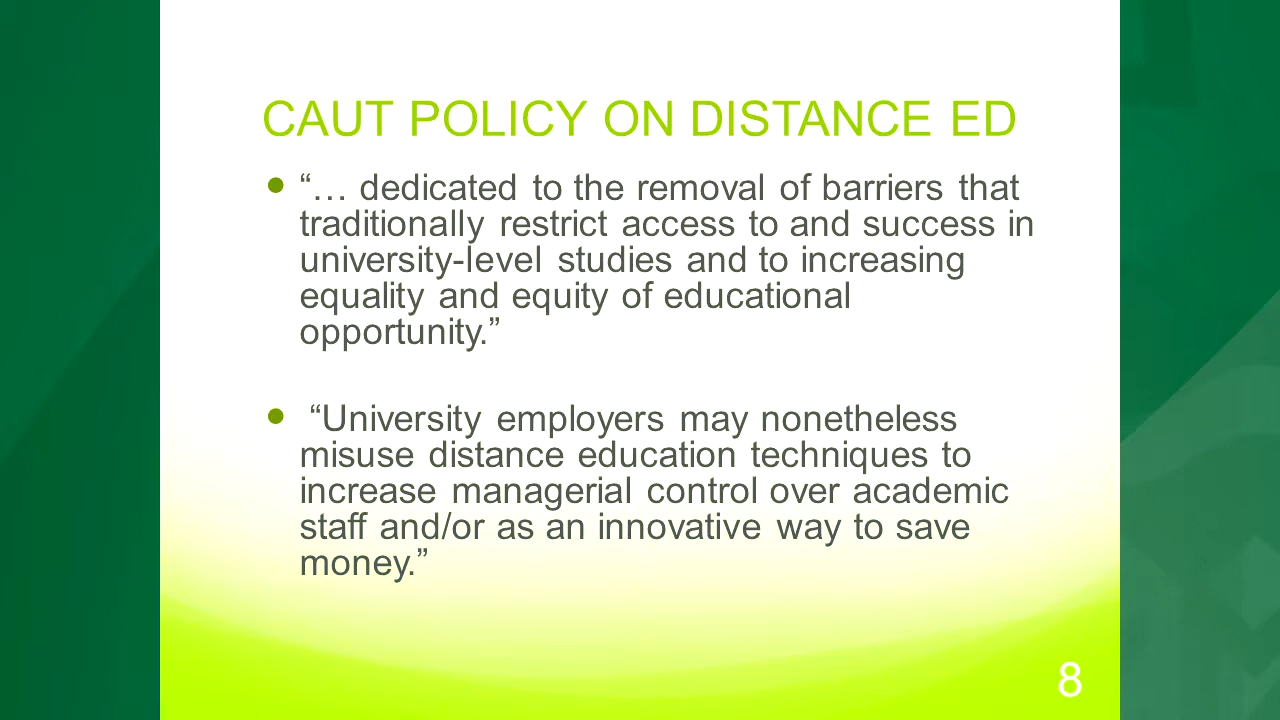 CAUT POLICY ON DISTANCE ED
• “… dedicated to the removal of barriers that
traditionally restrict access to and success in
university-level studies and to increasing
equality and equity of educational
opportunity.”
• “University employers may nonetheless
misuse distance education techniques to
increase managerial control over academic
staff and/or as an innovative way to save
money.”
8